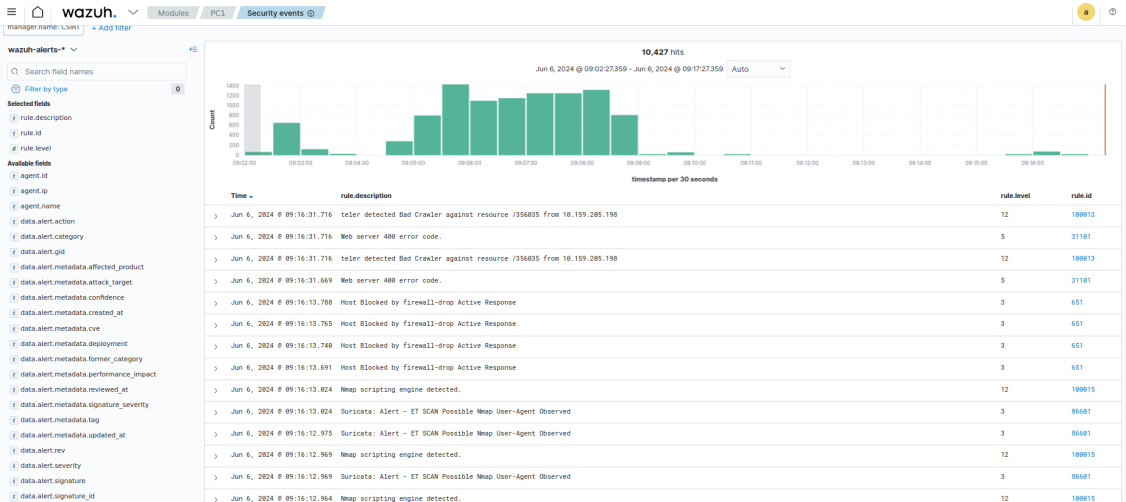 wazuh.
Modules
PC1
Security events
a
manager.name: CSIRT
+ Add filter
wazuh-alerts-*
Search field names
Filter by type
0
Selected fields
t rule.description
t rule.id
# rule.level
Available fields
t agent.id
t agent.ip
t agent.name
t data.alert.action
t data.alert.category
t data.alert.gid
t data.alert.metadata.affected_product
t data.alert.metadata.attack_target
t data.alert.metadata.confidence
t data.alert.metadata.created_at
t data.alert.metadata.cve
t data.alert.metadata.deployment
t data.alert.metadata.former_category
t data.alert.metadata.performance_impact
t data.alert.metadata.reviewed_at
t data.alert.metadata.signature_severity
t data.alert.metadata.tag
t data.alert.metadata.updated_at
t data.alert.rev
t data.alert.severity
t data.alert.signature
t data.alert.signature_id
10,427 hits
Jun 6, 2024 @ 09:02:27.359 - Jun 6, 2024 @ 09:17:27.359 Auto
Count
1400
1200
1000
800
600
400
200
0
09:02:00 09:03:00 09:04:00 09:05:00 09:06:00 09:07:00 09:08:00 09:09:00 09:10:00 09:11:00 09:12:00 09:13:00 09:14:00 09:15:00 09:16:00
timestamp per 30 seconds
Time rule.description rule.level rule.id
Jun 6, 2024 @ 09:16:31.716 teler detected Bad Crawler against resource /356035 from 10.159.205.198 12 100013
Jun 6, 2024 @ 09:16:31.716 Web server 400 error code. 5 31101
Jun 6, 2024 @ 09:16:31.716 teler detected Bad Crawler against resource /356035 from 10.159.205.198 12 100013
Jun 6, 2024 @ 09:16:31.669 Web server 400 error code. 5 31101
Jun 6, 2024 @ 09:16:13.788 Host Blocked by firewall-drop Active Response 3 651
Jun 6, 2024 @ 09:16:13.765 Host Blocked by firewall-drop Active Response 3 651
Jun 6, 2024 @ 09:16:13.740 Host Blocked by firewall-drop Active Response 3 651
Jun 6, 2024 @ 09:16:13.691 Host Blocked by firewall-drop Active Response 3 651
Jun 6, 2024 @ 09:16:13.024 Nmap scripting engine detected. 12 100015
Jun 6, 2024 @ 09:16:13.024 Suricata: Alert - ET SCAN Possible Nmap User-Agent Observed 3 86601
Jun 6, 2024 @ 09:16:12.975 Suricata: Alert - ET SCAN Possible Nmap User-Agent Observed 3 86601
Jun 6, 2024 @ 09:16:12.969 Nmap scripting engine detected. 12 100015
Jun 6, 2024 @ 09:16:12.969 Suricata: Alert - ET SCAN Possible Nmap User-Agent Observed 3 86601
Jun 6, 2024 @ 09:16:12.964 Nmap scripting engine detected. 12 100015